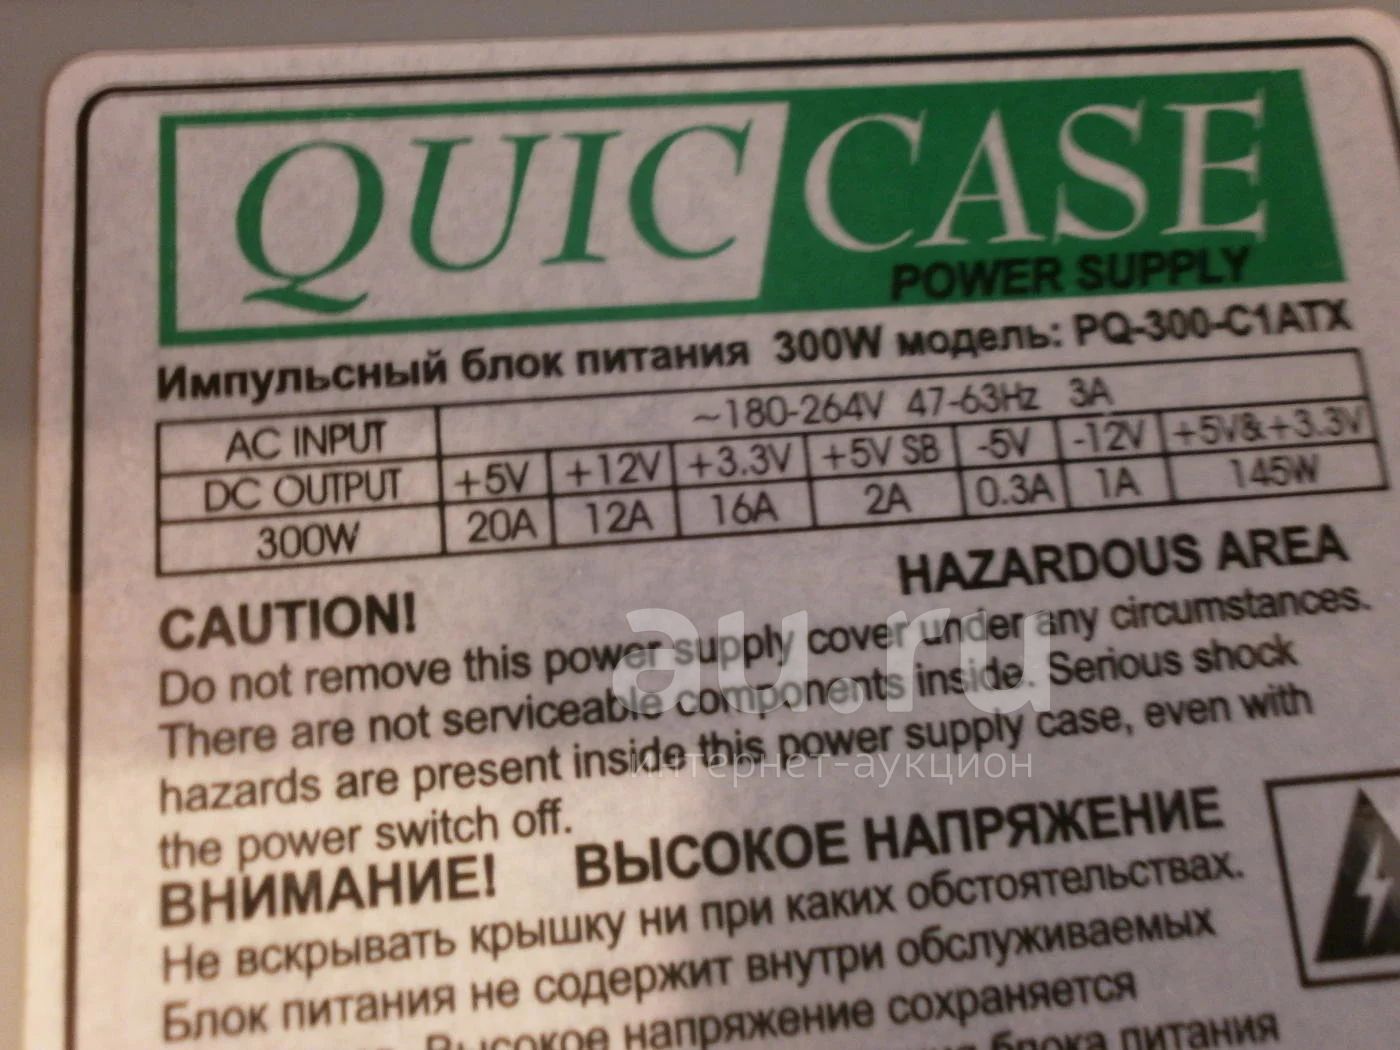 QUIC CASE
POWER SUPPLY
Импульсный блок питания 300W модель: PQ-300-C1ATX
AC INPUT ~180-264V 47-63Hz 3A
DC OUTPUT +5V +12V +3.3V +5V SB -5V -12V +5V&+3.3V
300W 20A 12A 16A 2A 0.3A 1A 145W
CAUTION! HAZARDOUS AREA
Do not remove this power supply cover under any circumstances.
There are not serviceable components inside. Serious shock
hazards are present inside this power supply case, even with
the power switch off.
ВНИМАНИЕ! ВЫСОКОЕ НАПРЯЖЕНИЕ
Не вскрывать крышку ни при каких обстоятельствах.
Блок питания не содержит внутри обслуживаемых
Высокое напряжение сохраняется
блока питания
au.ru
интернет-аукцион